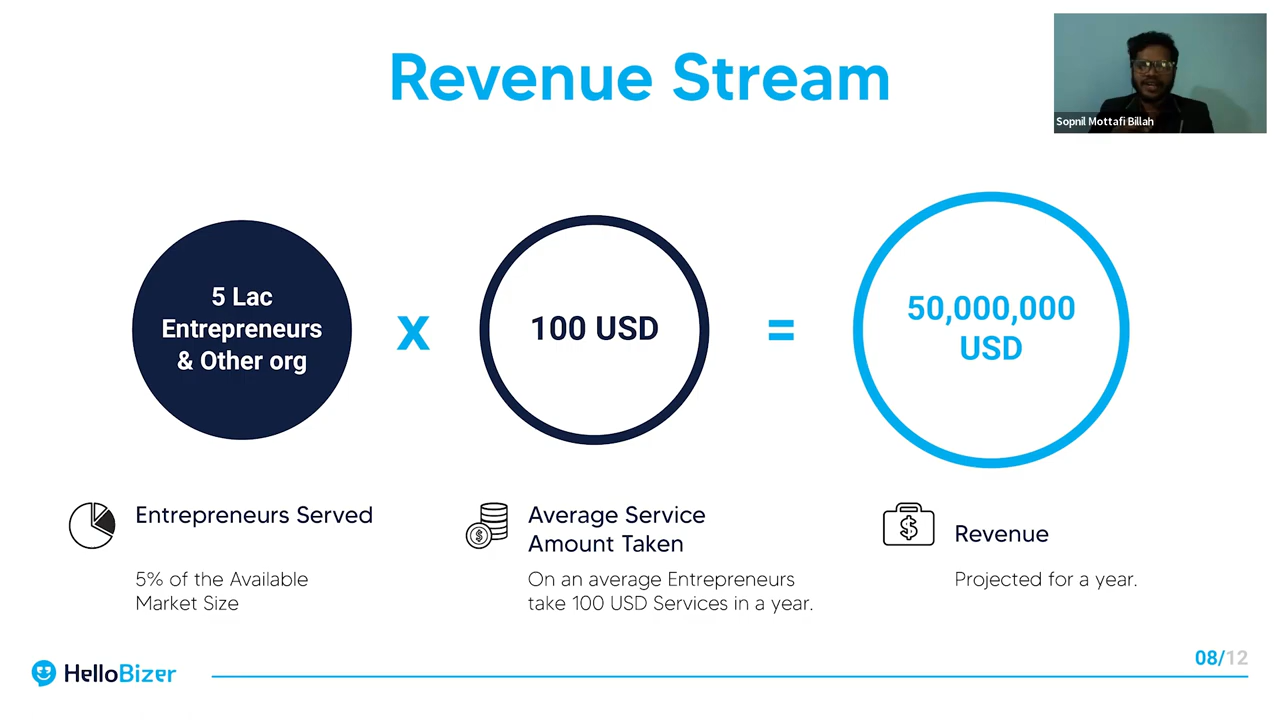 Revenue Stream
Sopnil Mottafi Billah
5 Lac
Entrepreneurs
& Other org
x
100 USD
=
50,000,000
USD
Entrepreneurs Served
5% of the Available
Market Size
Average Service
Amount Taken
On an average Entrepreneurs
take 100 USD Services in a year.
Revenue
Projected for a year.
HelloBizer
08/12